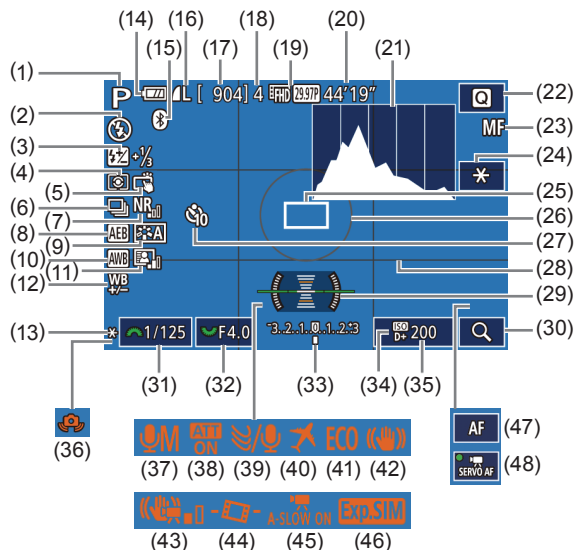 (14) (16) (18) (20)
(15) (17) (19) (21)
(1) P L [ 904] 4 FHD 29.97P 44'19" Q (22)
(2) MF (23)
(3) +1/3 * (24)
(4) (25)
(5)
(6) NR (26)
(7) 10
(8) AEB A (27)
(9)
(10) AWB (28)
(11)
(12) WB +/- (29)
(13) * 1/125 F4.0 -3..2..1..0..1..2..3 ISO D+ 200 (30)
(31) (32) (33) (34) (35)
(36)
M ATT ON ECO
(37) (38) (39) (40) (41) (42)
AF (47)
SERVO AF (48)
A-SLOW ON Exp.SIM
(43) (44) (45) (46)